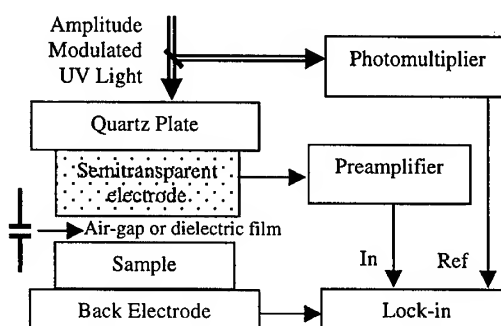 Amplitude
Modulated
UV Light
Photomultiplier
Quartz Plate
Semitransparent
electrode
Preamplifier
Air-gap or dielectric film
Sample
In
Ref
Back Electrode
Lock-in